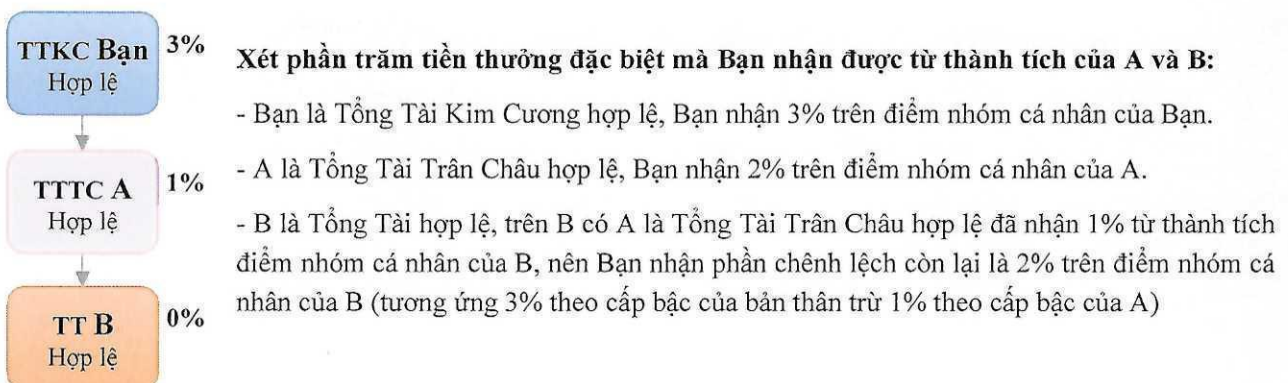 TTKC Bạn
Hợp lệ
3%
TTTC A
Hợp lệ
1%
TT B
Hợp lệ
0%
Xét phần trăm tiền thưởng đặc biệt mà Bạn nhận được từ thành tích của A và B:
- Bạn là Tổng Tài Kim Cương hợp lệ, Bạn nhận 3% trên điểm nhóm cá nhân của Bạn.
- A là Tổng Tài Trân Châu hợp lệ, Bạn nhận 2% trên điểm nhóm cá nhân của A.
- B là Tổng Tài hợp lệ, trên B có A là Tổng Tài Trân Châu hợp lệ đã nhận 1% từ thành tích
điểm nhóm cá nhân của B, nên Bạn nhận phần chênh lệch còn lại là 2% trên điểm nhóm cá
nhân của B (tương ứng 3% theo cấp bậc của bản thân trừ 1% theo cấp bậc của A)